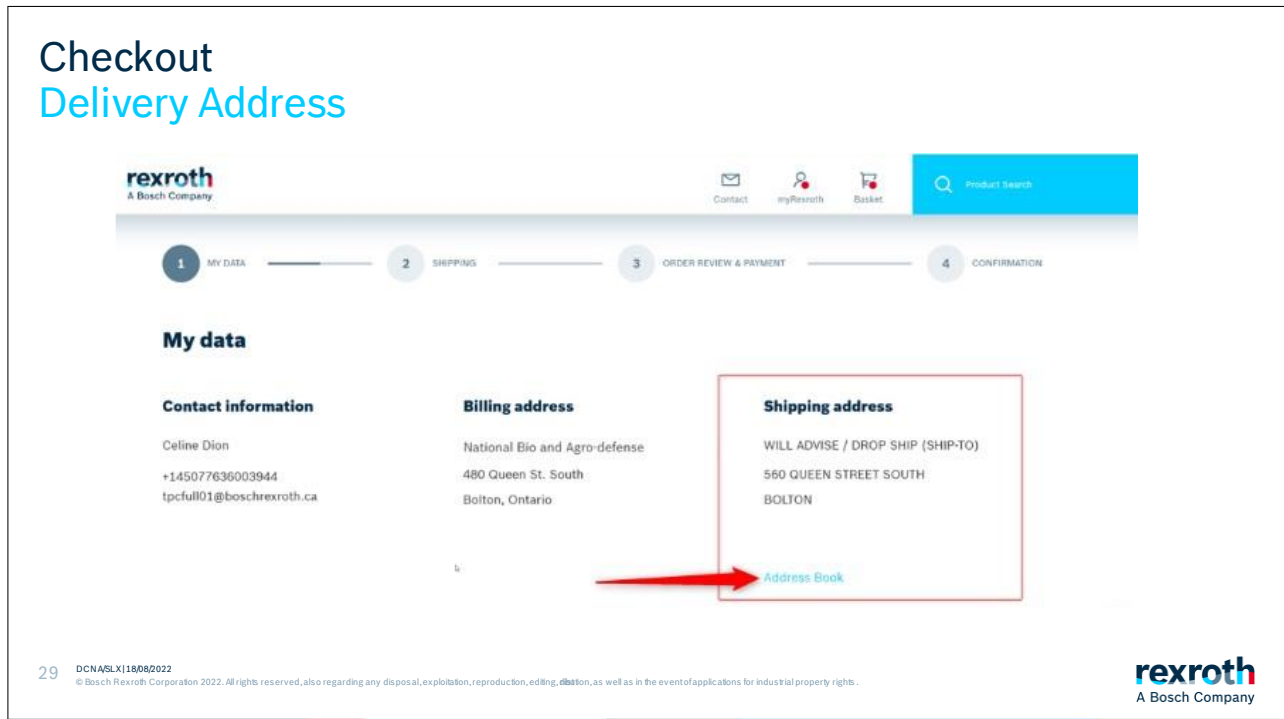 Checkout
Delivery Address
rexroth
A Bosch Company
Contact
myRexroth
Basket
Product Search
1 MY DATA
2 SHIPPING
3 ORDER REVIEW & PAYMENT
4 CONFIRMATION
My data
Contact information
Celine Dion
+145077636003944
tpcfull01@boschrexroth.ca
Billing address
National Bio and Agro-defense
480 Queen St. South
Bolton, Ontario
Shipping address
WILL ADVISE / DROP SHIP (SHIP-TO)
560 QUEEN STREET SOUTH
BOLTON
Address Book
29
DCNA/SLX | 18/08/2022
© Bosch Rexroth Corporation 2022. All rights reserved, also regarding any disposal, exploitation, reproduction, editing, as well as in the event of applications for industrial property rights.
rexroth
A Bosch Company